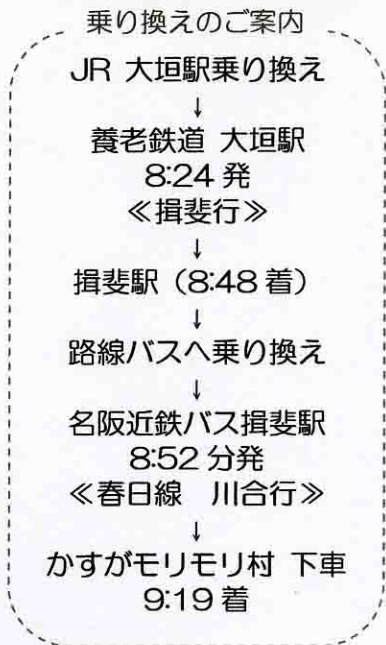 乗り換えのご案内
JR 大垣駅乗り換え
↓
養老鉄道 大垣駅
8:24 発
≪揖斐行≫
↓
揖斐駅（8:48 着）
↓
路線バスへ乗り換え
↓
名阪近鉄バス揖斐駅
8:52 分発
≪春日線　川合行≫
↓
かすがモリモリ村 下車
9:19 着